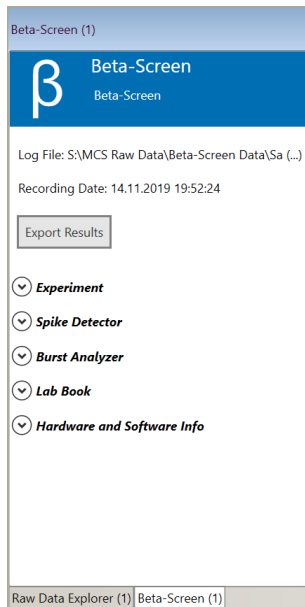 Beta-Screen (1)
β
Beta-Screen
Beta-Screen
Log File: S:\MCS Raw Data\Beta-Screen Data\Sa (...)
Recording Date: 14.11.2019 19:52:24
Export Results
Experiment
Spike Detector
Burst Analyzer
Lab Book
Hardware and Software Info
Raw Data Explorer (1) Beta-Screen (1)